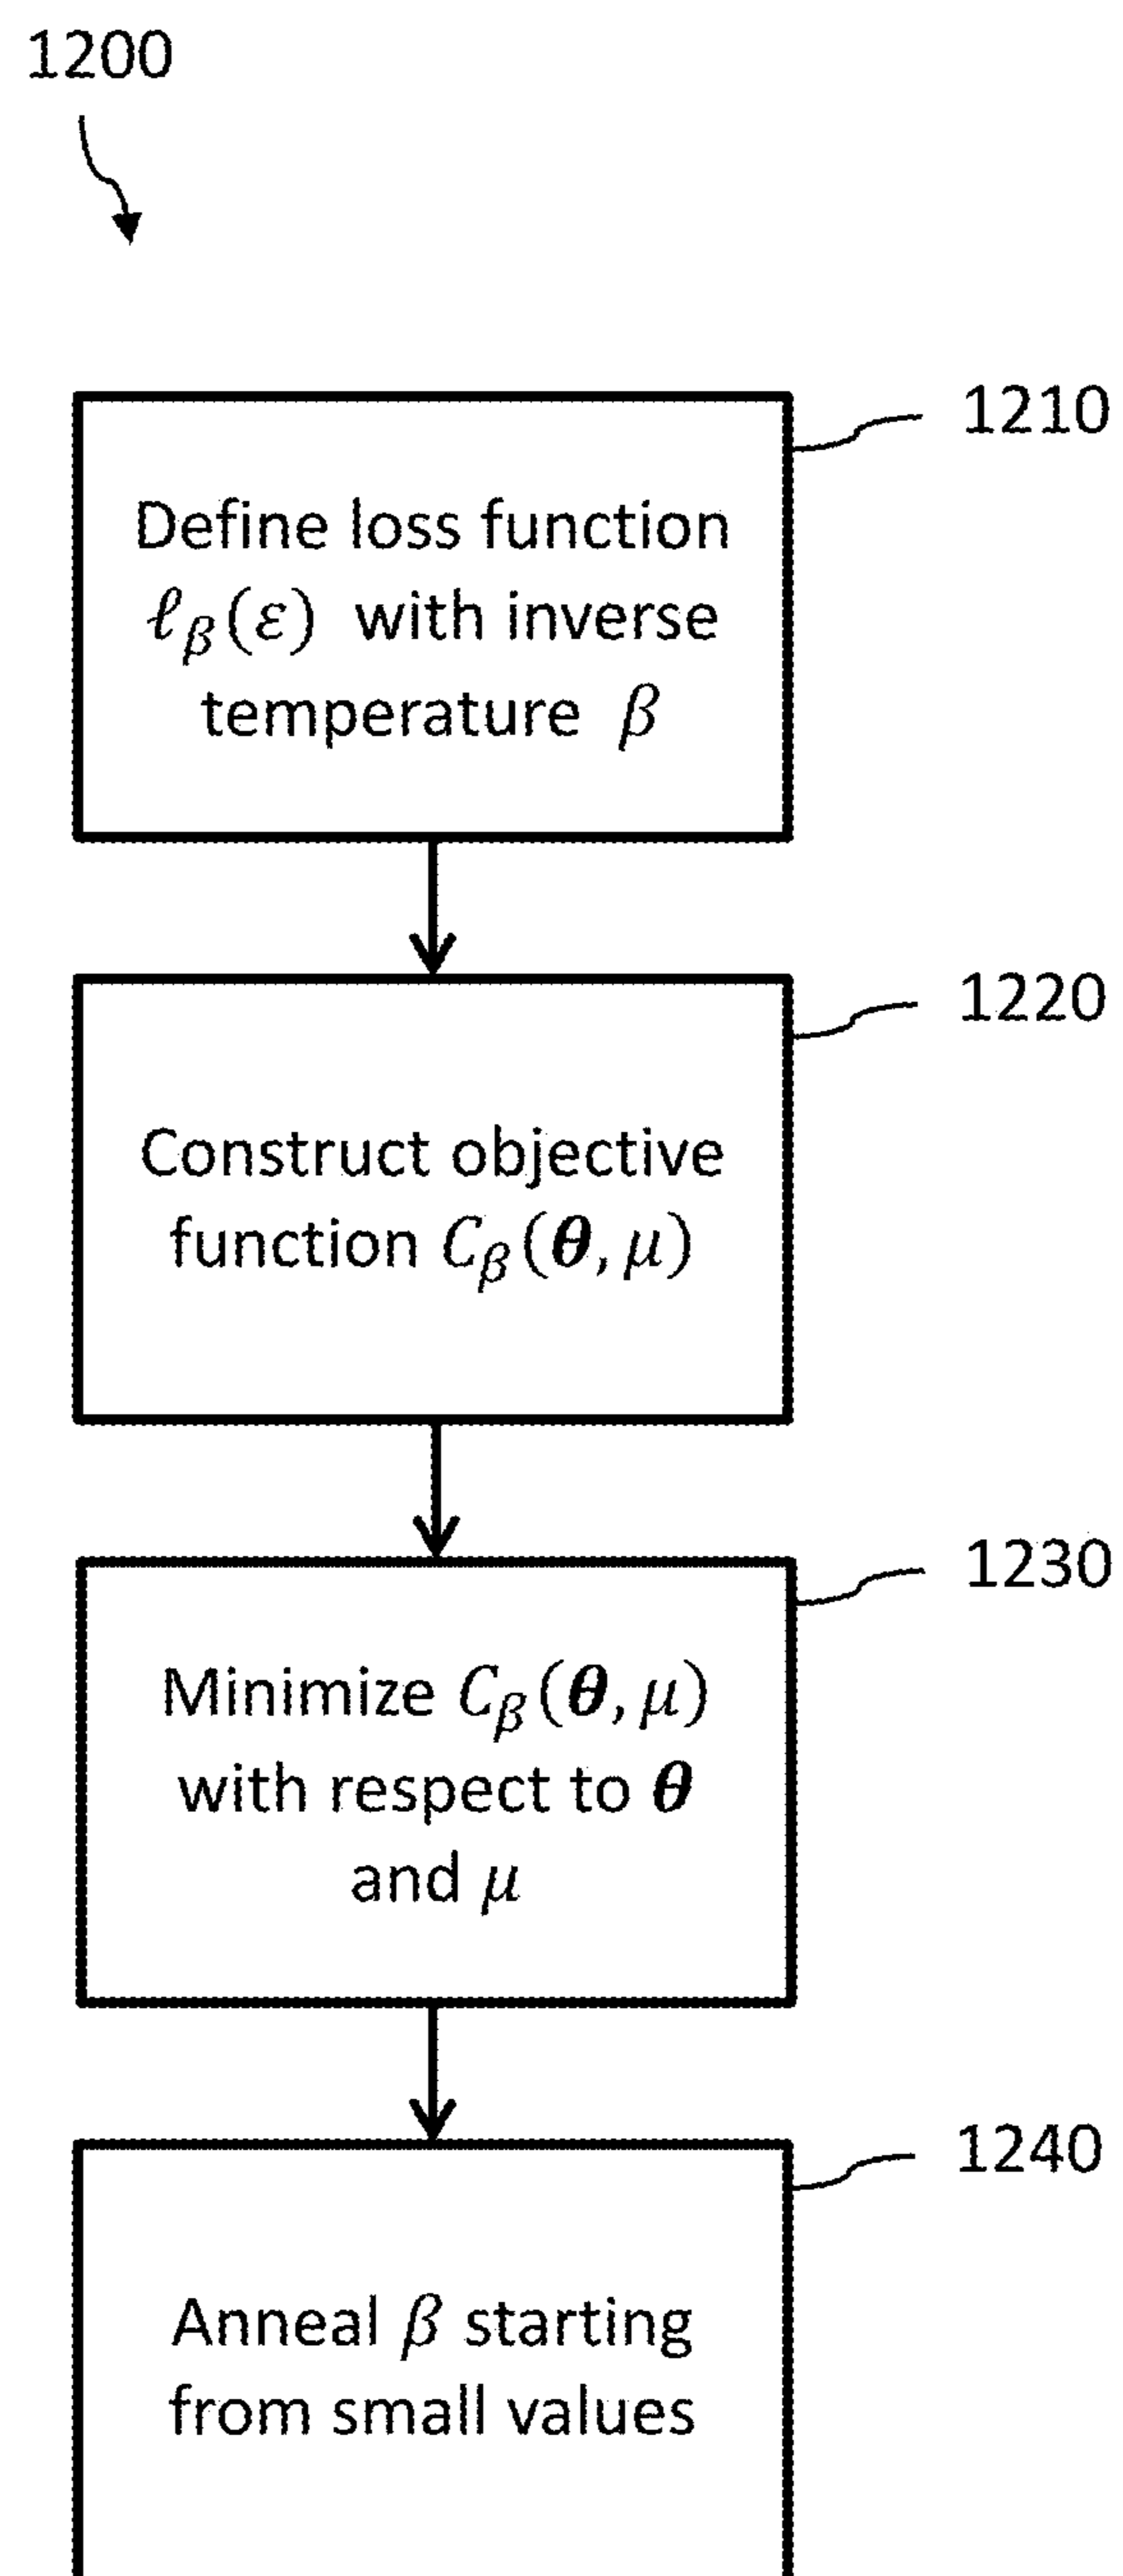 1200
1210
Define loss function
ℓ_β(ε) with inverse
temperature β
1220
Construct objective
function C_β(𝜽, μ)
1230
Minimize C_β(𝜽, μ)
with respect to 𝜽
and μ
1240
Anneal β starting
from small values